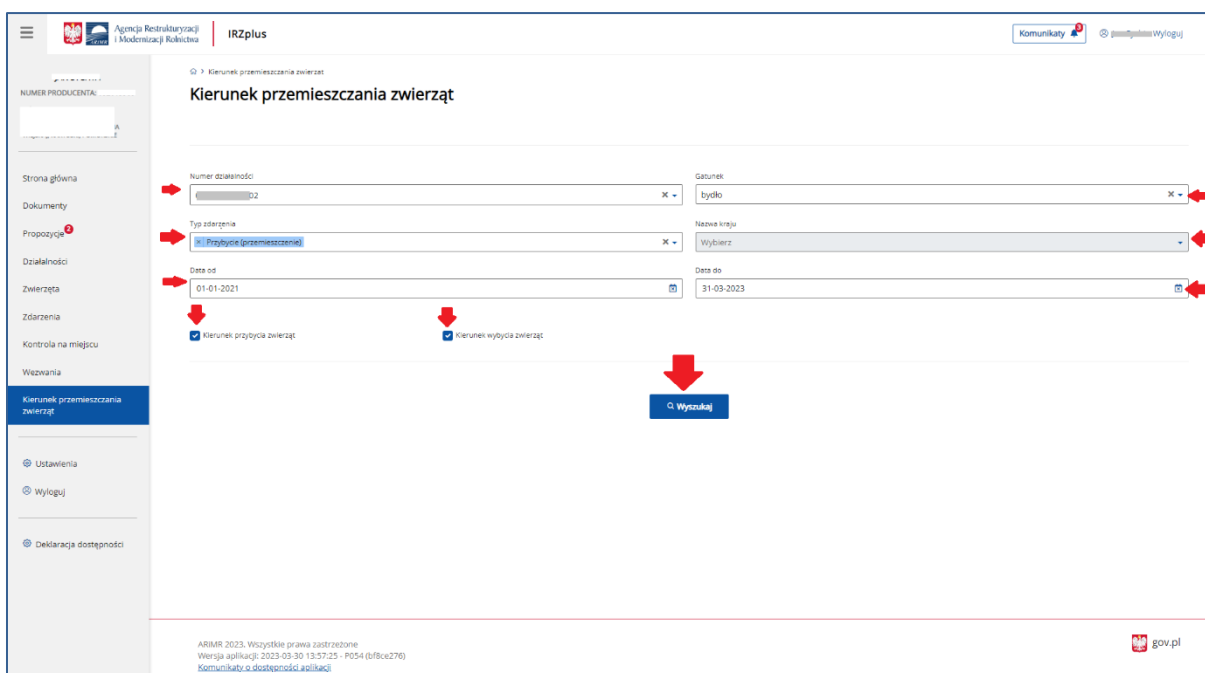 Agencja Restrukturyzacji
i Modernizacji Rolnictwa
ARiMR
IRZplus
Komunikaty 3
Wyloguj
NUMER PRODUCENTA:
Strona główna
Dokumenty
Propozycje 2
Działalności
Zwierzęta
Zdarzenia
Kontrola na miejscu
Wezwania
Kierunek przemieszczania
zwierząt
Ustawienia
Wyloguj
Deklaracja dostępności
Kierunek przemieszczania zwierzat
Kierunek przemieszczania zwierząt
Numer działalności
02
Gatunek
bydło
Typ zdarzenia
× Przybycie (przemieszczenie)
Nazwa kraju
Wybierz
Data od
01-01-2021
Data do
31-03-2023
Kierunek przybycia zwierząt
Kierunek wybycia zwierząt
Wyszukaj
ARIMR 2023. Wszystkie prawa zastrzeżone
Wersja aplikacji: 2023-03-30 13:57:25 - P054 (bf8ce276)
Komunikaty o dostępności aplikacji
gov.pl